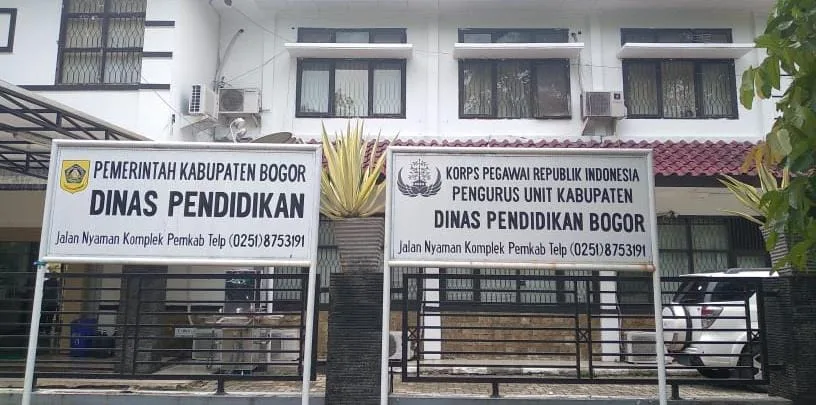 PEMERINTAH KABUPATEN BOGOR
DINAS PENDIDIKAN
Jalan Nyaman Komplek Pemkab Telp (0251)8753191
KORPS PEGAWAI REPUBLIK INDONESIA
PENGURUS UNIT KABUPATEN
DINAS PENDIDIKAN BOGOR
Jalan Nyaman Komplek Pemkab Telp (0251)8753191